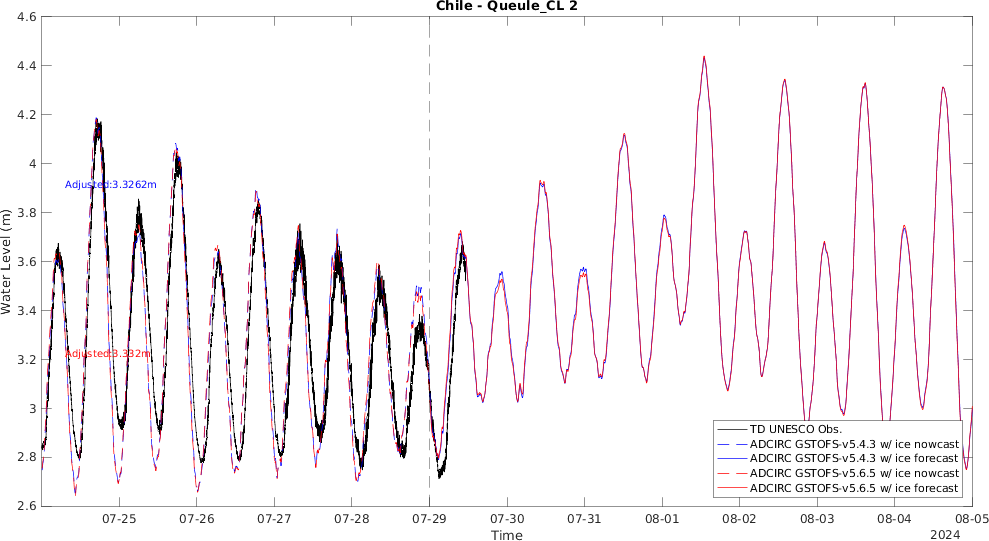 Chile - Queule_CL 2
4.6
4.4
4.2
4
3.8
3.6
3.4
3.2
3
2.8
2.6
Water Level (m)
Adjusted:3.3262m
Adjusted:3.332m
TD UNESCO Obs.
ADCIRC GSTOFS-v5.4.3 w/ ice nowcast
ADCIRC GSTOFS-v5.4.3 w/ ice forecast
ADCIRC GSTOFS-v5.6.5 w/ ice nowcast
ADCIRC GSTOFS-v5.6.5 w/ ice forecast
07-25 07-26 07-27 07-28 07-29 07-30 07-31 08-01 08-02 08-03 08-04 08-05
Time
2024